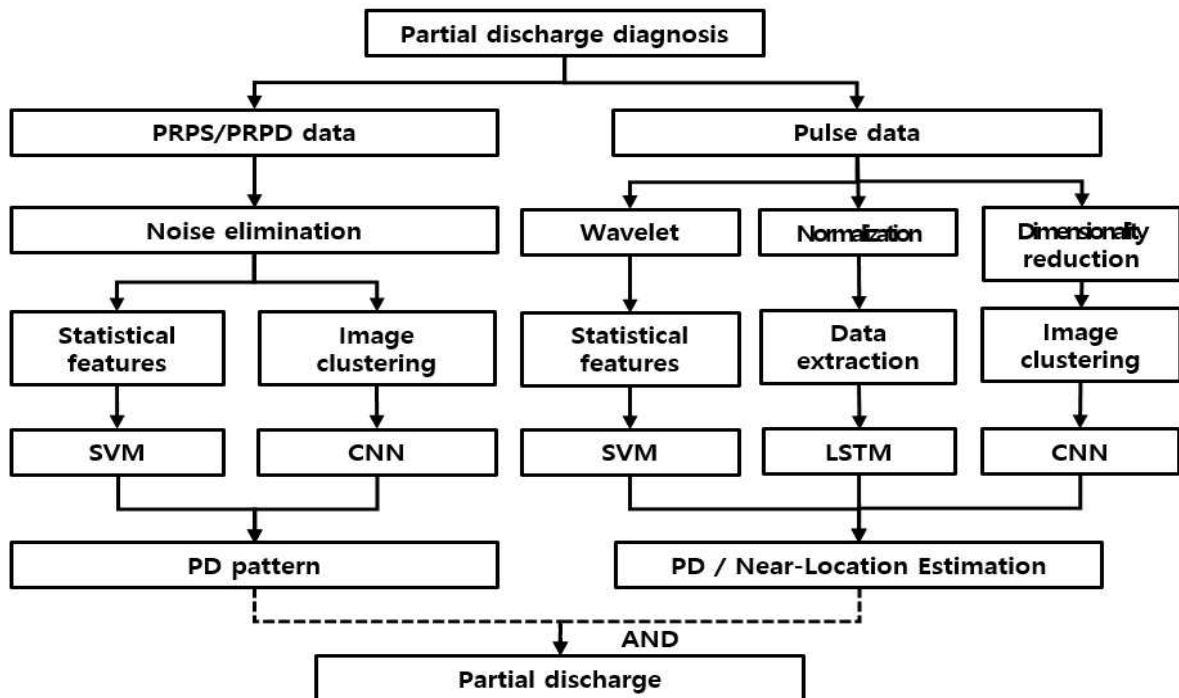 Partial discharge diagnosis
PRPS/PRPD data
Pulse data
Noise elimination
Wavelet
Normalization
Dimensionality
reduction
Statistical
features
Image
clustering
Statistical
features
Data
extraction
Image
clustering
SVM
CNN
SVM
LSTM
CNN
PD pattern
PD / Near-Location Estimation
AND
Partial discharge